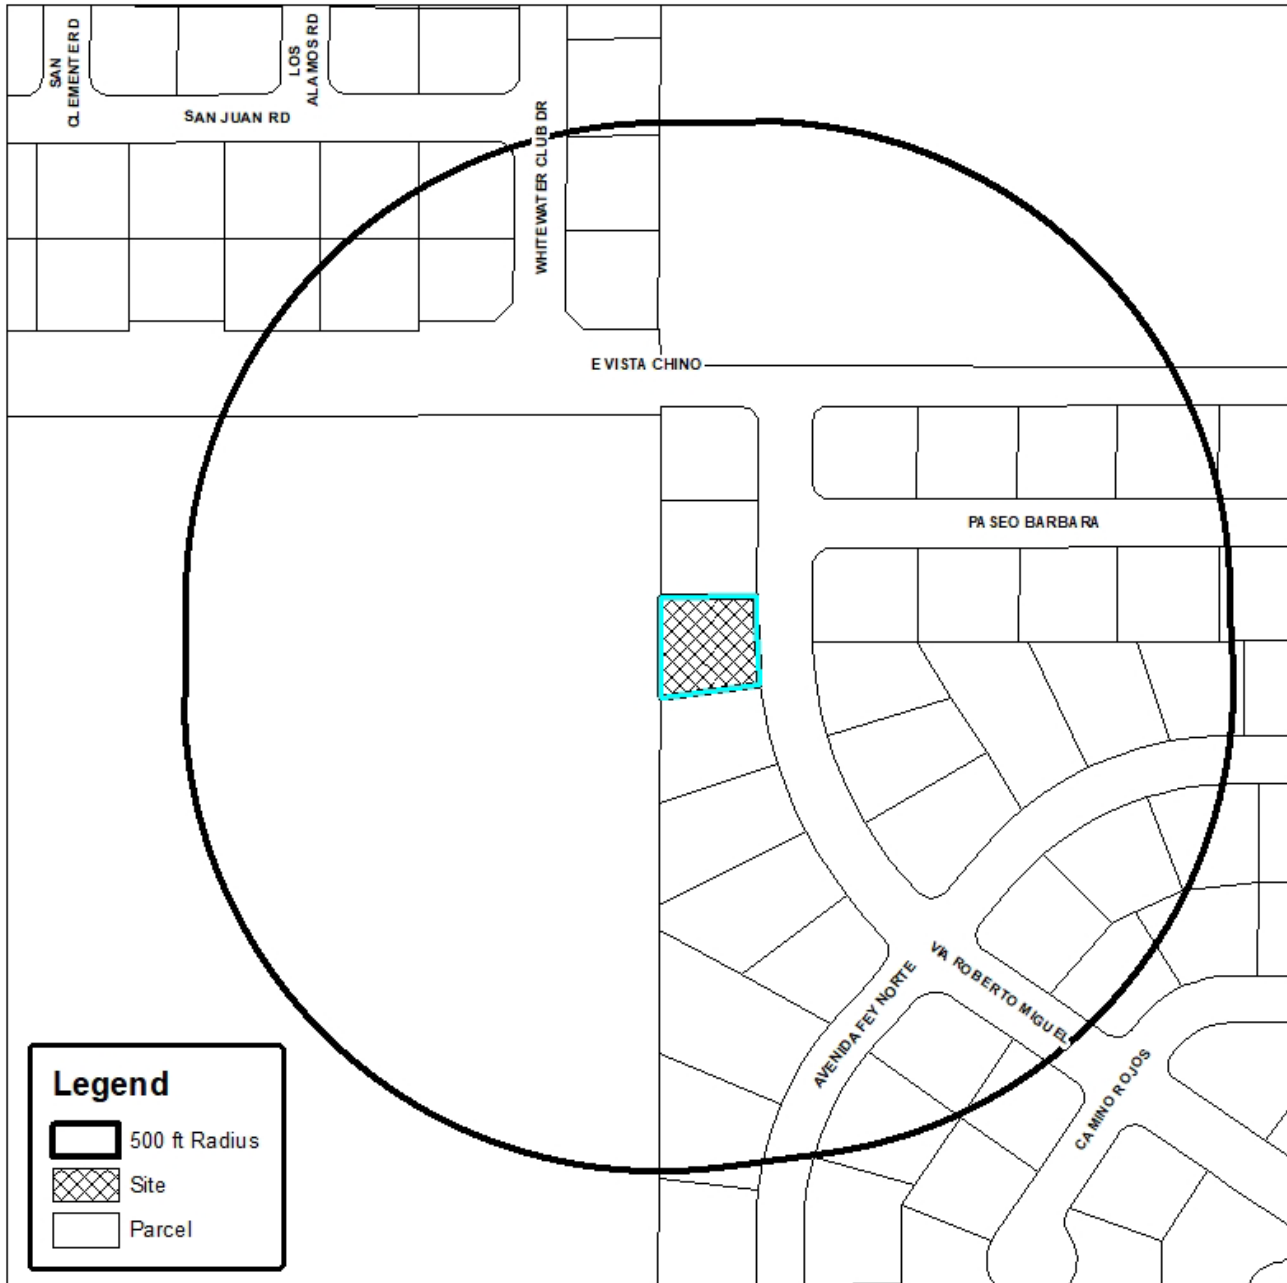 SAN
CLEMENTE RD
LOS
ALAMOS RD
SAN JUAN RD
WHITEWATER CLUB DR
E VISTA CHINO
PASEO BARBARA
VIA ROBERTO MIGUEL
AVENIDA FEY NORTE
CAMINO ROJOS
Legend
500 ft Radius
Site
Parcel